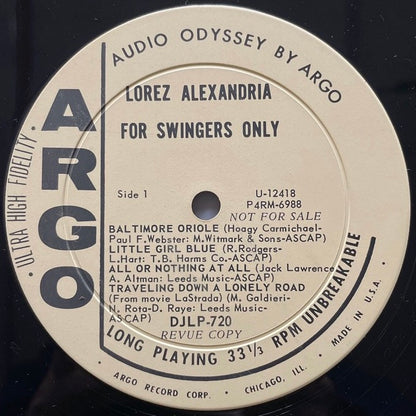 AUDIO ODYSSEY BY ARGO
ARGO
· ULTRA HIGH FIDELITY ·
LOREZ ALEXANDRIA
FOR SWINGERS ONLY
Side 1
U-12418
P4RM-6988
NOT FOR SALE
BALTIMORE ORIOLE (Hoagy Carmichael-
Paul F. Webster: M. Witmark & Sons-ASCAP)
LITTLE GIRL BLUE (R. Rodgers-
L. Hart: T.B. Harms Co.-ASCAP)
ALL OR NOTHING AT ALL (Jack Lawrence
A. Altman: Leeds Music-ASCAP)
TRAVELING DOWN A LONELY ROAD
(From movie LaStrada) (M. Galdieri-
N. Rota-D. Raye: Leeds Music-
ASCAP)
DJLP-720
REVUE COPY
LONG PLAYING 33⅓ RPM UNBREAKABLE
ARGO RECORD CORP. · CHICAGO, ILL. · MADE IN U.S.A.